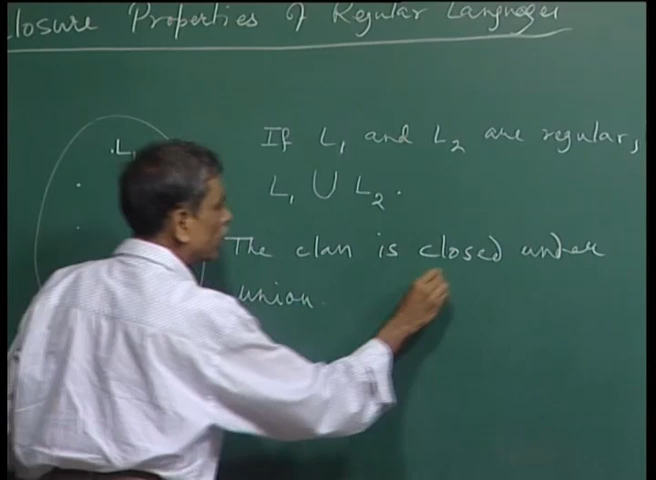 losure Properties of Regular Languages
.L1
If L1 and L2 are regular,
L1 ∪ L2.
The class is closed under
union.